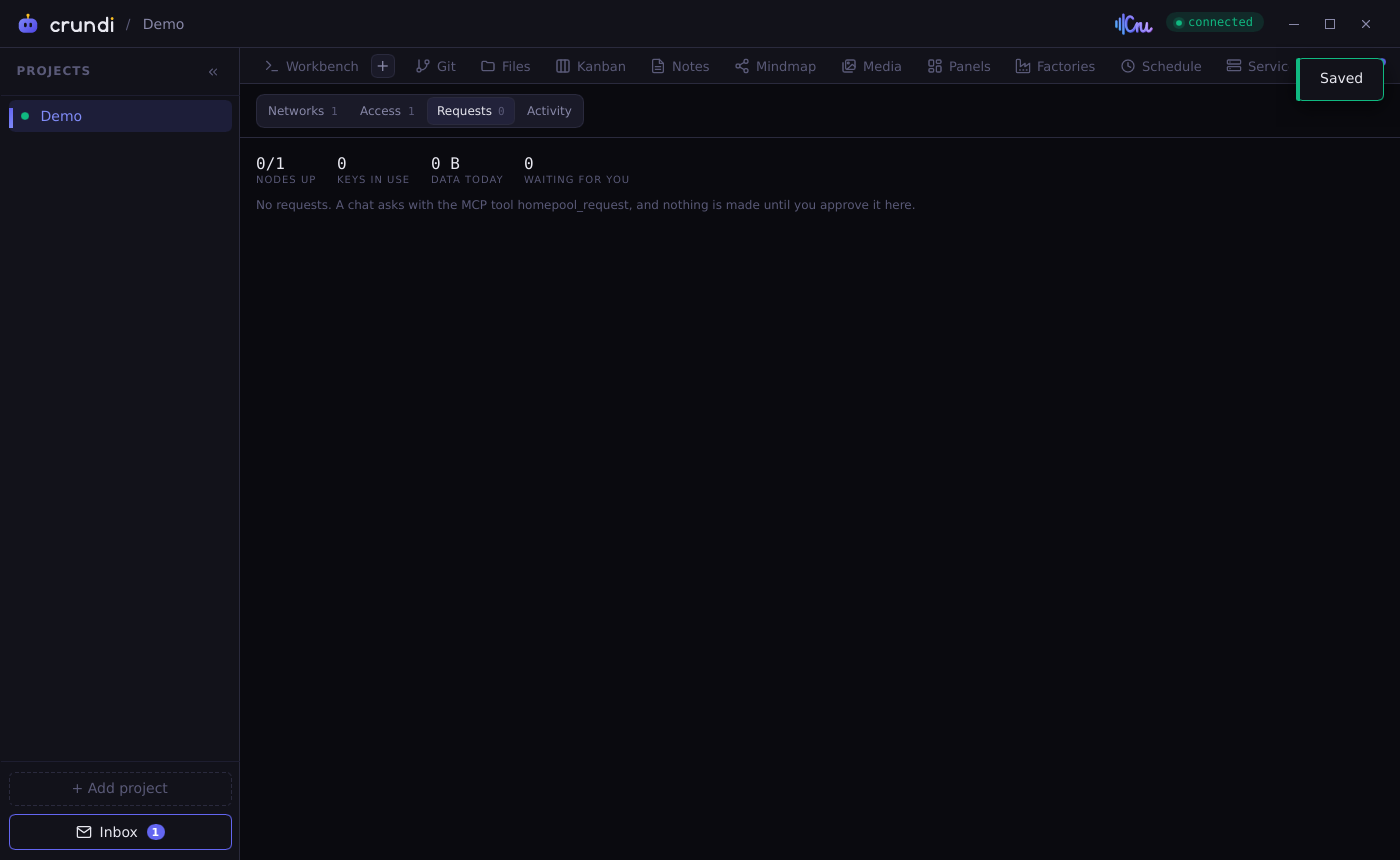 crundi / Demo
Cru
connected
PROJECTS «
Workbench + Git Files Kanban Notes Mindmap Media Panels Factories Schedule Servic
Saved
Demo
Networks 1 Access 1 Requests 0 Activity
0/1 0 0 B 0
NODES UP KEYS IN USE DATA TODAY WAITING FOR YOU
No requests. A chat asks with the MCP tool homepool_request, and nothing is made until you approve it here.
+ Add project
Inbox 1